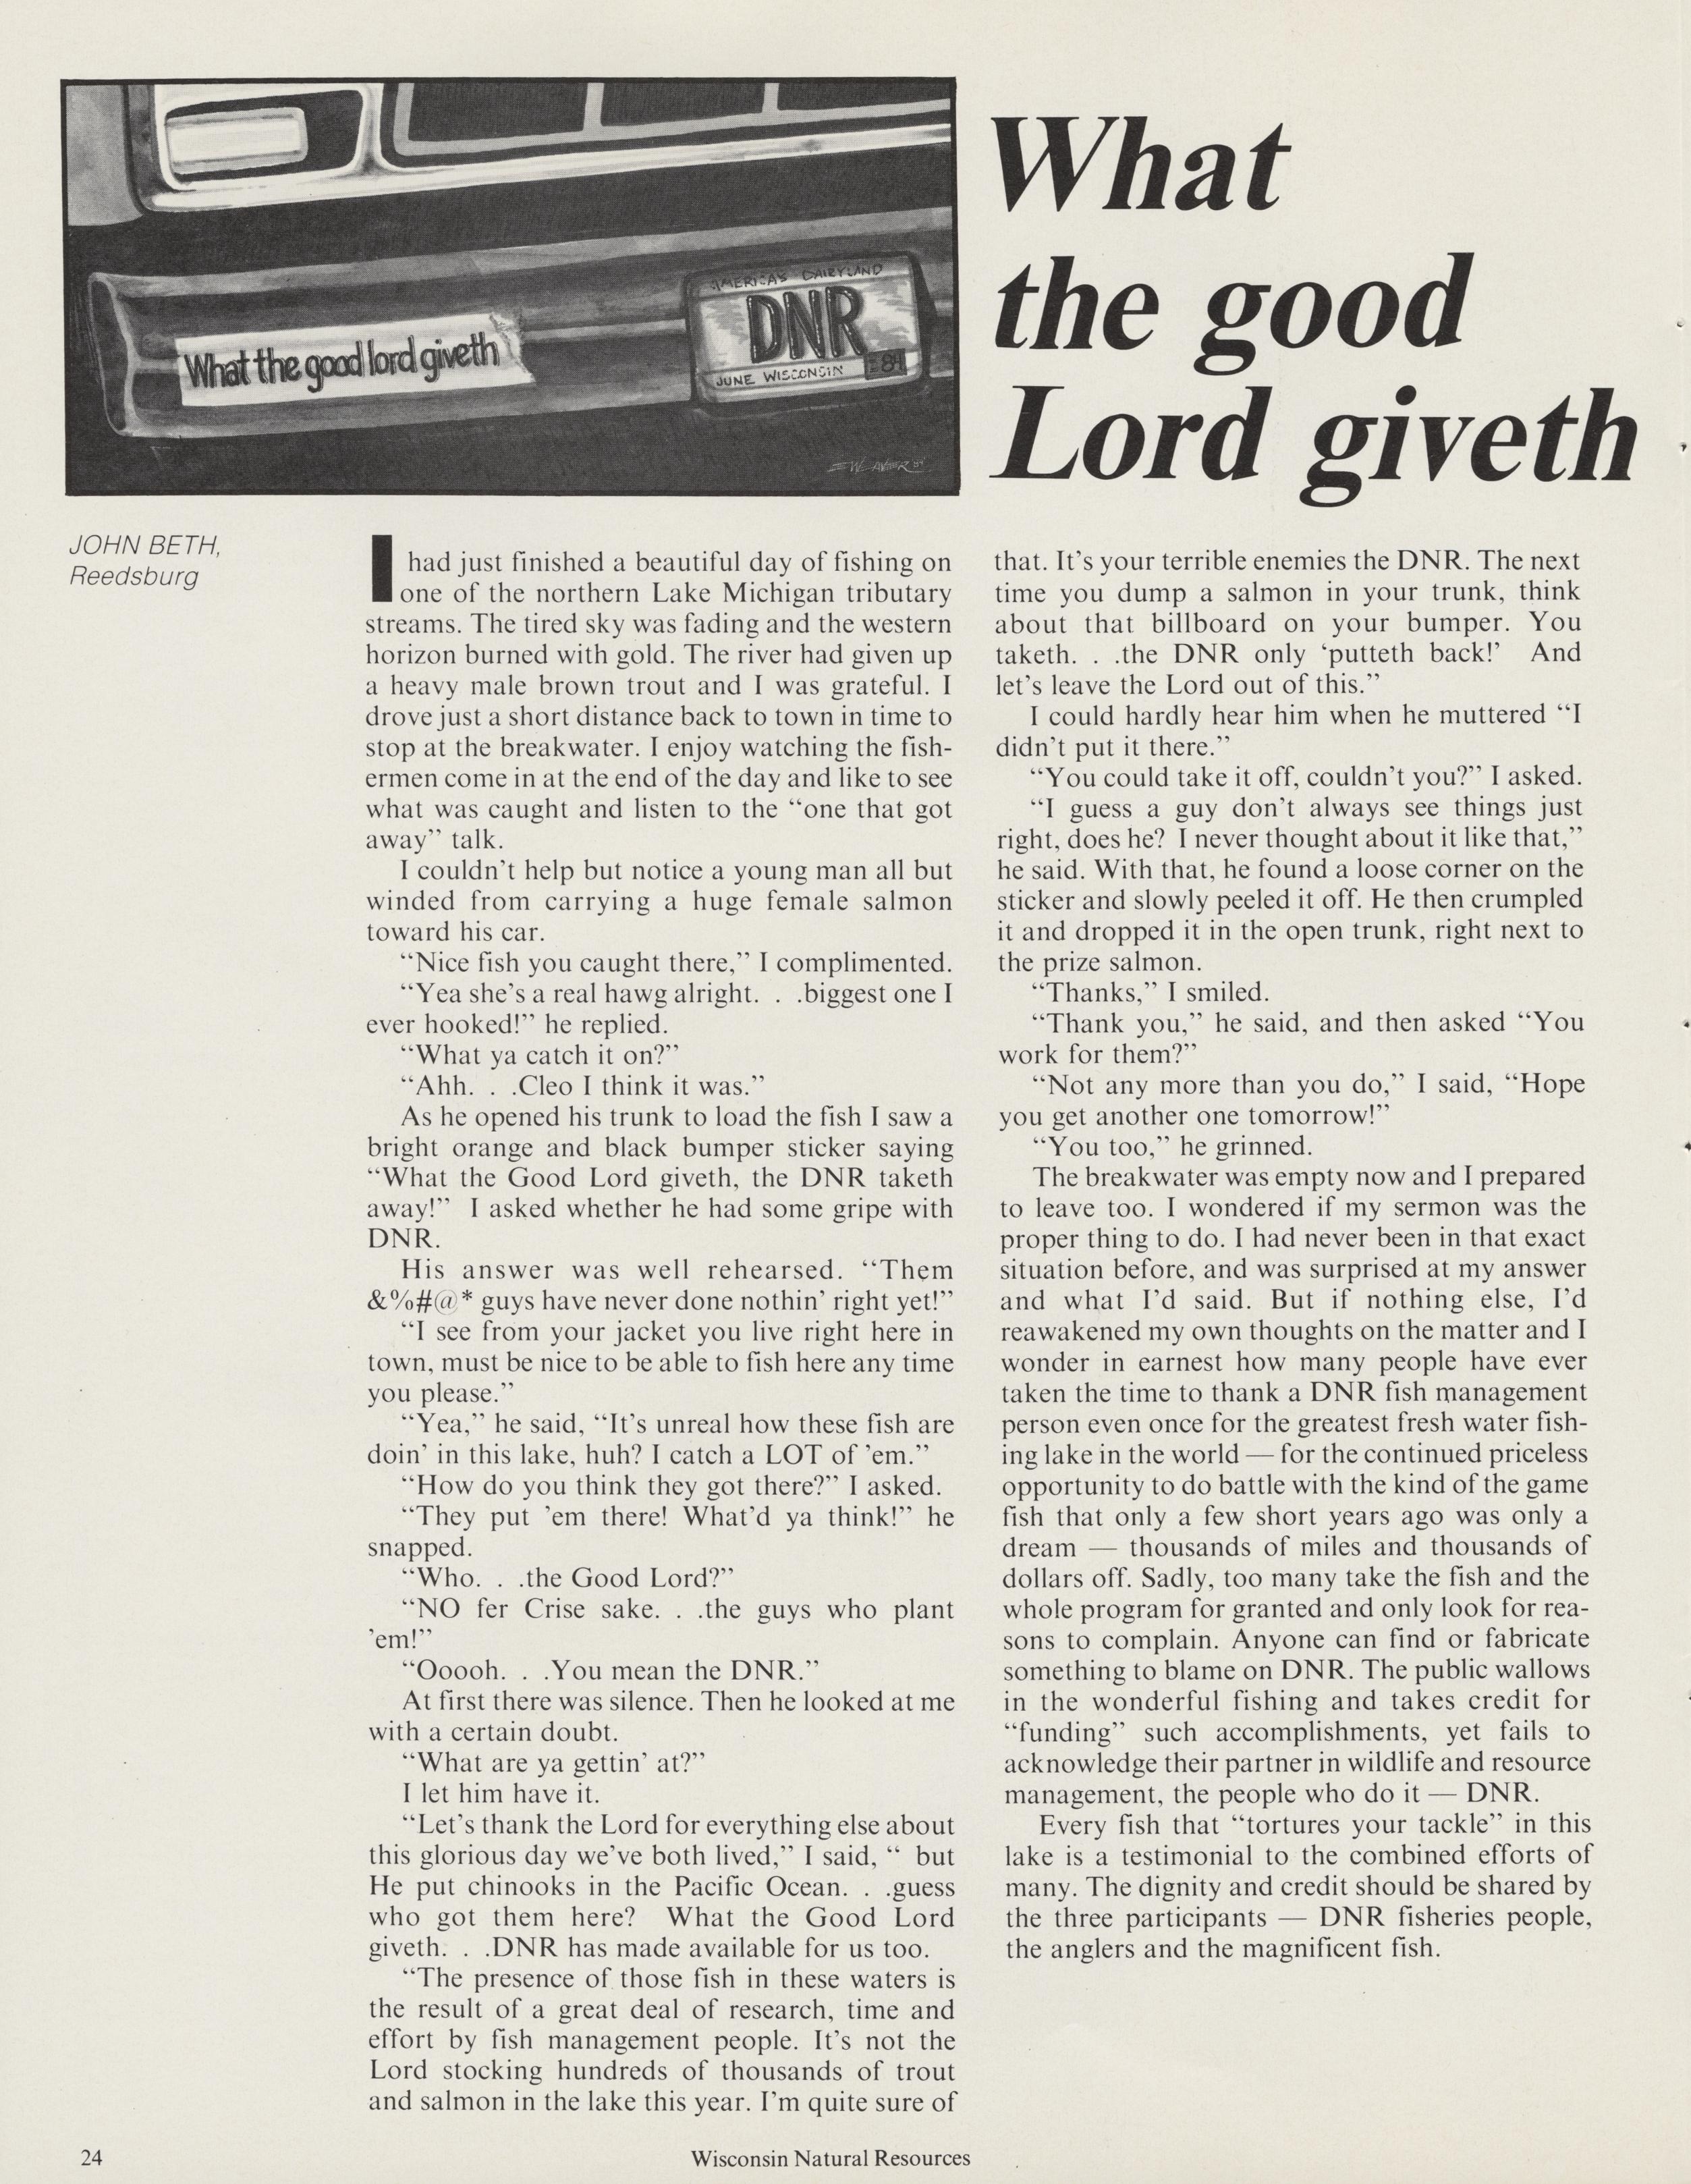 AMERICA'S DAIRYLAND
DNR
JUNE WISCONSIN 84
What the good lord giveth
E WEAVER 84
What
the good
Lord giveth
JOHN BETH,
Reedsburg
I had just finished a beautiful day of fishing on
one of the northern Lake Michigan tributary
streams. The tired sky was fading and the western
horizon burned with gold. The river had given up
a heavy male brown trout and I was grateful. I
drove just a short distance back to town in time to
stop at the breakwater. I enjoy watching the fish-
ermen come in at the end of the day and like to see
what was caught and listen to the “one that got
away” talk.
I couldn’t help but notice a young man all but
winded from carrying a huge female salmon
toward his car.
“Nice fish you caught there,” I complimented.
“Yea she’s a real hawg alright. . .biggest one I
ever hooked!” he replied.
“What ya catch it on?”
“Ahh. . .Cleo I think it was.”
As he opened his trunk to load the fish I saw a
bright orange and black bumper sticker saying
“What the Good Lord giveth, the DNR taketh
away!” I asked whether he had some gripe with
DNR.
His answer was well rehearsed. “Them
&%#@* guys have never done nothin’ right yet!”
“I see from your jacket you live right here in
town, must be nice to be able to fish here any time
you please.”
“Yea,” he said, “It’s unreal how these fish are
doin’ in this lake, huh? I catch a LOT of ’em.”
“How do you think they got there?” I asked.
“They put ’em there! What’d ya think!” he
snapped.
“Who. . .the Good Lord?”
“NO fer Crise sake. . .the guys who plant
’em!”
“Ooooh. . .You mean the DNR.”
At first there was silence. Then he looked at me
with a certain doubt.
“What are ya gettin’ at?”
I let him have it.
“Let’s thank the Lord for everything else about
this glorious day we’ve both lived,” I said, “ but
He put chinooks in the Pacific Ocean. . .guess
who got them here? What the Good Lord
giveth. . .DNR has made available for us too.
“The presence of those fish in these waters is
the result of a great deal of research, time and
effort by fish management people. It’s not the
Lord stocking hundreds of thousands of trout
and salmon in the lake this year. I’m quite sure of
that. It’s your terrible enemies the DNR. The next
time you dump a salmon in your trunk, think
about that billboard on your bumper. You
taketh. . .the DNR only ‘putteth back!’ And
let’s leave the Lord out of this.”
I could hardly hear him when he muttered “I
didn’t put it there.”
“You could take it off, couldn’t you?” I asked.
“I guess a guy don’t always see things just
right, does he? I never thought about it like that,”
he said. With that, he found a loose corner on the
sticker and slowly peeled it off. He then crumpled
it and dropped it in the open trunk, right next to
the prize salmon.
“Thanks,” I smiled.
“Thank you,” he said, and then asked “You
work for them?”
“Not any more than you do,” I said, “Hope
you get another one tomorrow!”
“You too,” he grinned.
The breakwater was empty now and I prepared
to leave too. I wondered if my sermon was the
proper thing to do. I had never been in that exact
situation before, and was surprised at my answer
and what I’d said. But if nothing else, I’d
reawakened my own thoughts on the matter and I
wonder in earnest how many people have ever
taken the time to thank a DNR fish management
person even once for the greatest fresh water fish-
ing lake in the world — for the continued priceless
opportunity to do battle with the kind of the game
fish that only a few short years ago was only a
dream — thousands of miles and thousands of
dollars off. Sadly, too many take the fish and the
whole program for granted and only look for rea-
sons to complain. Anyone can find or fabricate
something to blame on DNR. The public wallows
in the wonderful fishing and takes credit for
“funding” such accomplishments, yet fails to
acknowledge their partner in wildlife and resource
management, the people who do it — DNR.
Every fish that “tortures your tackle” in this
lake is a testimonial to the combined efforts of
many. The dignity and credit should be shared by
the three participants — DNR fisheries people,
the anglers and the magnificent fish.
24
Wisconsin Natural Resources